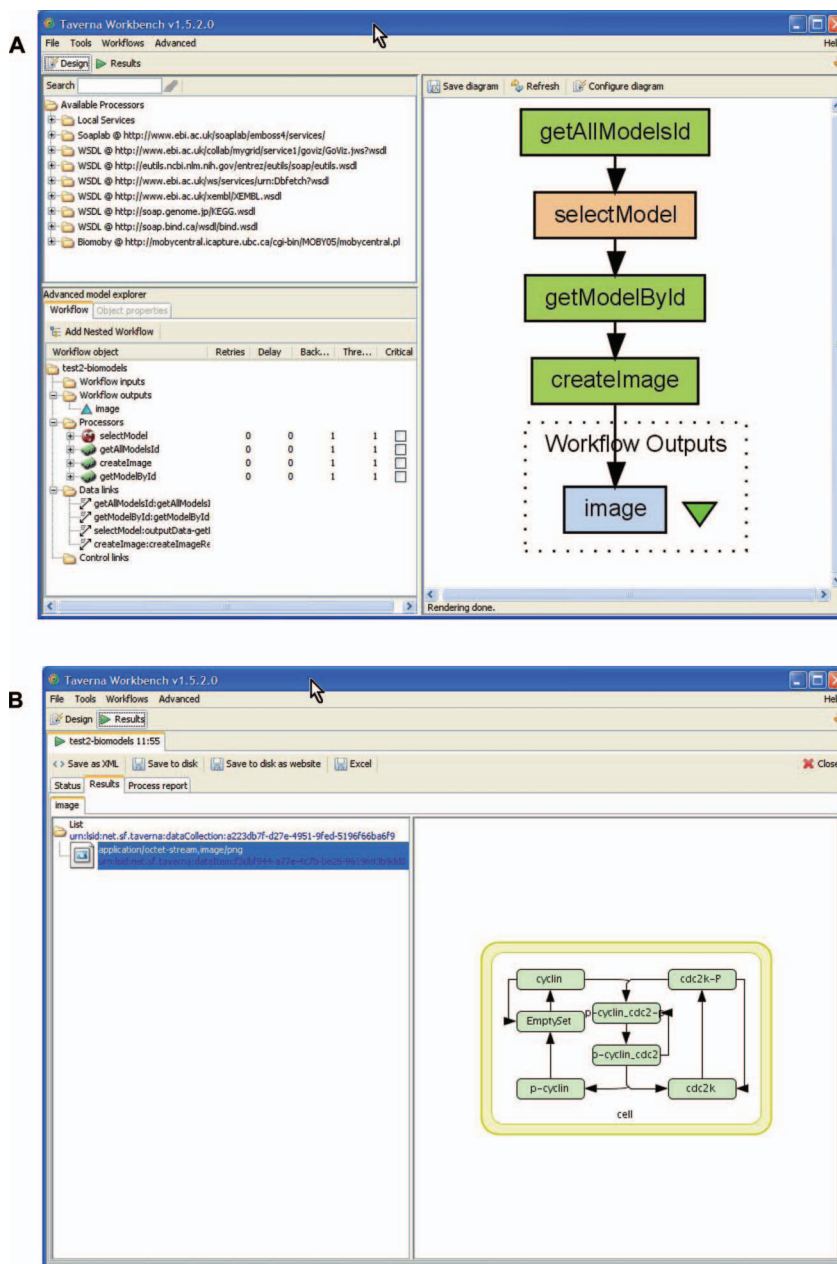 A
Taverna Workbench v1.5.2.0
File Tools Workflows Advanced
Hel
Design Results
Search
Available Processors
Local Services
Soaplab @ http://www.ebi.ac.uk/soaplab/emboss4/services/
WSDL @ http://www.ebi.ac.uk/collab/mygrid/service1/goviz/GoViz.jws?wsdl
WSDL @ http://eutils.ncbi.nlm.nih.gov/entrez/eutils/soap/eutils.wsdl
WSDL @ http://www.ebi.ac.uk/ws/services/urn:Dbfetch?wsdl
WSDL @ http://www.ebi.ac.uk/xembl/XEMBL.wsdl
WSDL @ http://soap.genome.jp/KEGG.wsdl
WSDL @ http://soap.bind.ca/wsdl/bind.wsdl
Biomoby @ http://mobycentral.icapture.ubc.ca/cgi-bin/MOBY05/mobycentral.pl
Advanced model explorer
Workflow Object properties
Add Nested Workflow
Workflow object Retries Delay Back... Thre... Critical
test2-biomodels
Workflow inputs
Workflow outputs
image
Processors
selectModel 0 0 1 1
getAllModelsId 0 0 1 1
createImage 0 0 1 1
getModelById 0 0 1 1
Data links
getAllModelsId:getAllModelsI
getModelById:getModelById
selectModel:outputData-getI
createImage:createImageRe
Control links
Save diagram Refresh Configure diagram
getAllModelsId
selectModel
getModelById
createImage
Workflow Outputs
image
Rendering done.
B
Taverna Workbench v1.5.2.0
File Tools Workflows Advanced
Hel
Design Results
test2-biomodels 11:55
Save as XML Save to disk Save to disk as website Excel
Close
Status Results Process report
image
List
urn:lsid:net.sf.taverna:dataCollection:a223db7f-d27e-4951-9fed-5196f66ba6f9
application/octet-stream,image/png
cyclin
cdc2k-P
EmptySet
p-cyclin_cdc2-p
p-cyclin_cdc2
p-cyclin
cdc2k
cell